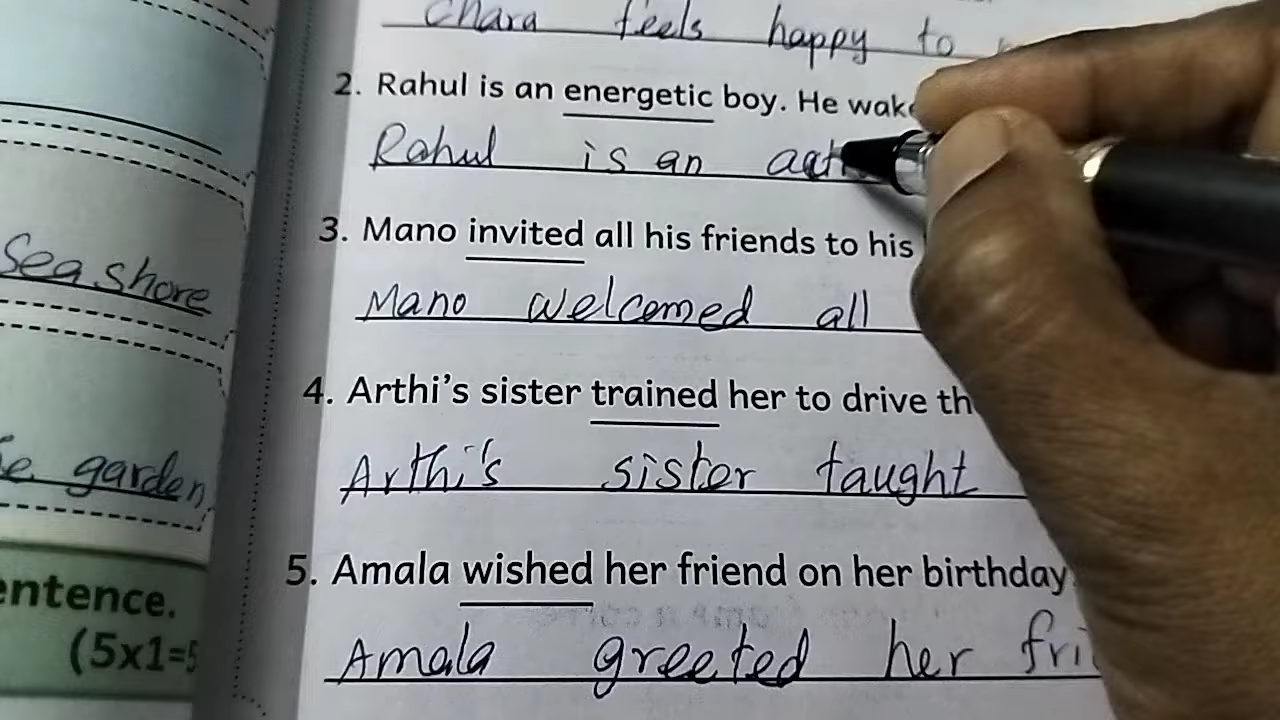 Chara feels happy to
2. Rahul is an energetic boy. He wake
Rahul is an
3. Mano invited all his friends to his
Mano welcomed all
4. Arthi's sister trained her to drive th
Arthi's sister taught
5. Amala wished her friend on her birthday
Amala greeted her fri
Sea shore
garden,
entence.
(5x1=5